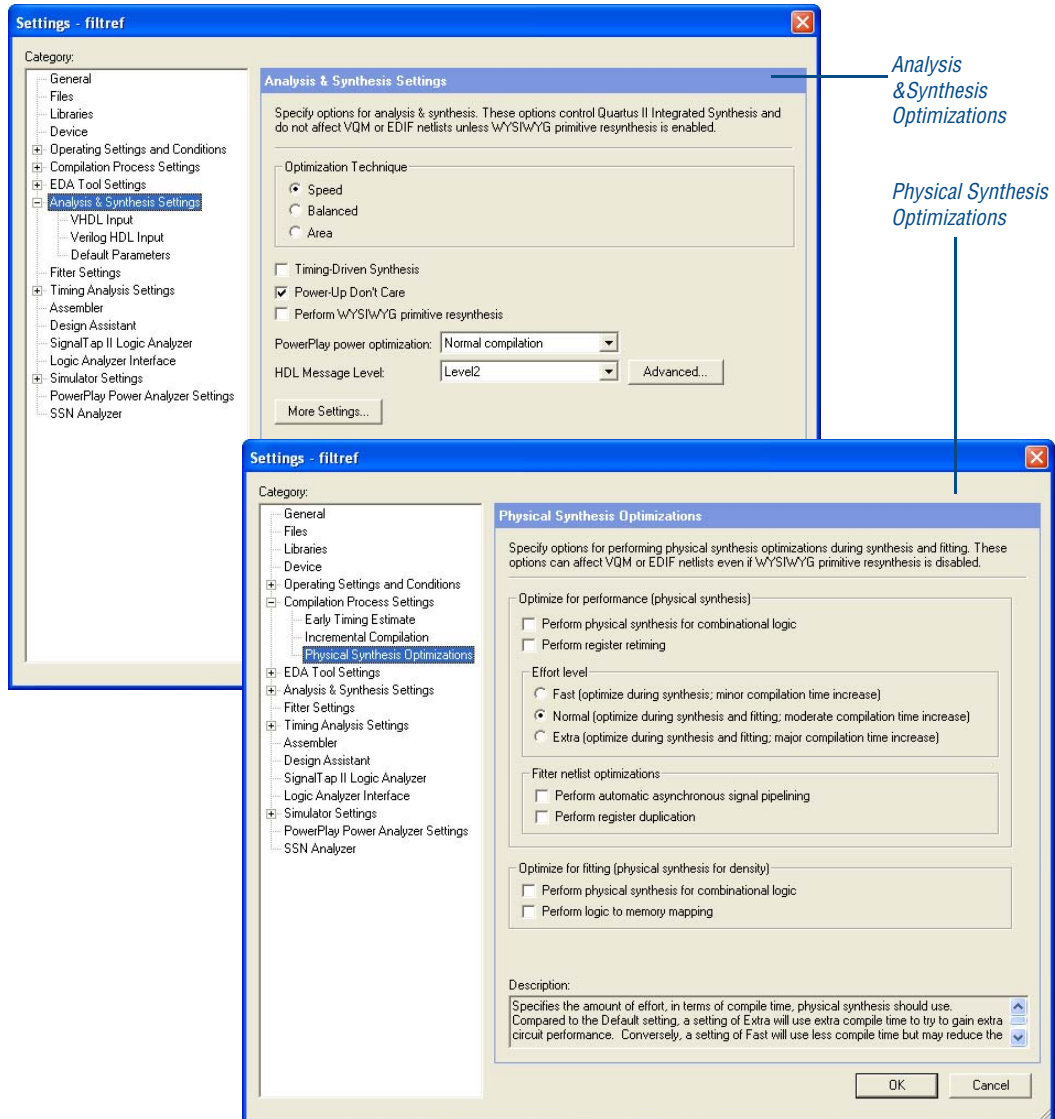 Settings - filtref
Category:
General
Files
Libraries
Device
Operating Settings and Conditions
Compilation Process Settings
EDA Tool Settings
Analysis & Synthesis Settings
VHDL Input
Verilog HDL Input
Default Parameters
Fitter Settings
Timing Analysis Settings
Assembler
Design Assistant
SignalTap II Logic Analyzer
Logic Analyzer Interface
Simulator Settings
PowerPlay Power Analyzer Settings
SSN Analyzer
Analysis & Synthesis Settings
Specify options for analysis & synthesis. These options control Quartus II Integrated Synthesis and
do not affect VQM or EDIF netlists unless WYSIWYG primitive resynthesis is enabled.
Optimization Technique
Speed
Balanced
Area
Timing-Driven Synthesis
Power-Up Don't Care
Perform WYSIWYG primitive resynthesis
PowerPlay power optimization: Normal compilation
HDL Message Level: Level2 Advanced...
More Settings...
Analysis
&Synthesis
Optimizations
Physical Synthesis
Optimizations
Settings - filtref
Category:
General
Files
Libraries
Device
Operating Settings and Conditions
Compilation Process Settings
Early Timing Estimate
Incremental Compilation
Physical Synthesis Optimizations
EDA Tool Settings
Analysis & Synthesis Settings
Fitter Settings
Timing Analysis Settings
Assembler
Design Assistant
SignalTap II Logic Analyzer
Logic Analyzer Interface
Simulator Settings
PowerPlay Power Analyzer Settings
SSN Analyzer
Physical Synthesis Optimizations
Specify options for performing physical synthesis optimizations during synthesis and fitting. These
options can affect VQM or EDIF netlists even if WYSIWYG primitive resynthesis is disabled.
Optimize for performance (physical synthesis)
Perform physical synthesis for combinational logic
Perform register retiming
Effort level
Fast (optimize during synthesis; minor compilation time increase)
Normal (optimize during synthesis and fitting; moderate compilation time increase)
Extra (optimize during synthesis and fitting; major compilation time increase)
Fitter netlist optimizations
Perform automatic asynchronous signal pipelining
Perform register duplication
Optimize for fitting (physical synthesis for density)
Perform physical synthesis for combinational logic
Perform logic to memory mapping
Description:
Specifies the amount of effort, in terms of compile time, physical synthesis should use.
Compared to the Default setting, a setting of Extra will use extra compile time to try to gain extra
circuit performance. Conversely, a setting of Fast will use less compile time but may reduce the
OK Cancel